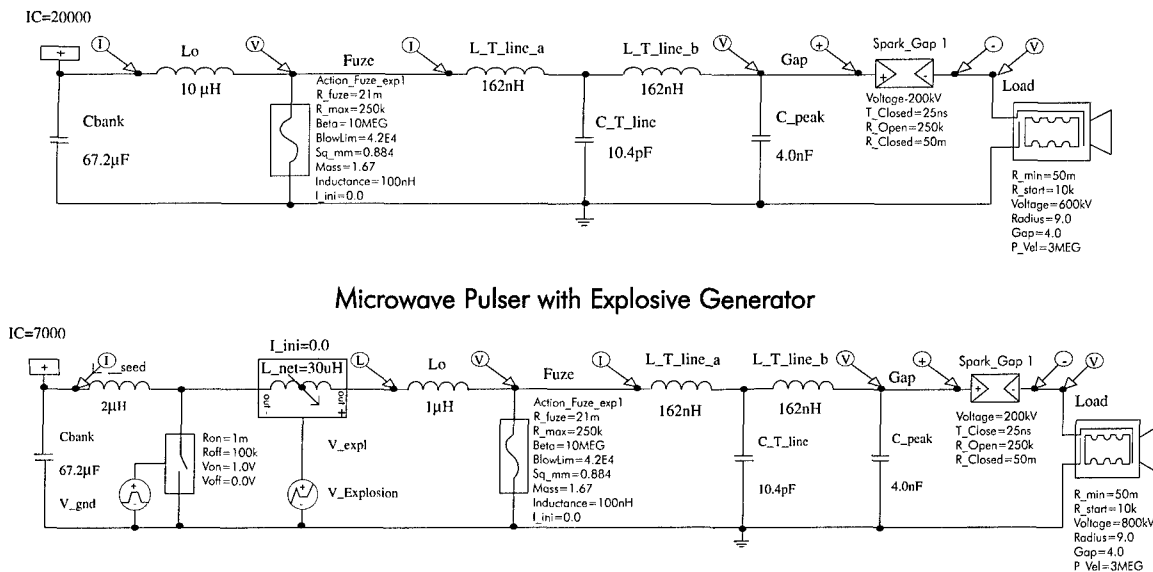 IC=20000
+
I
Lo
10 µH
V
Fuze
Action_Fuze_exp1
R_fuze=21m
R_max=250k
Beta=10MEG
BlowLim=4.2E4
Sq_mm=0.884
Mass=1.67
Inductance=100nH
I_ini=0.0
I
L_T_line_a
162nH
L_T_line_b
162nH
V
Gap
+
Spark_Gap 1
-
V
Load
Cbank
67.2µF
C_T_line
10.4pF
C_peak
4.0nF
+ -
Voltage-200kV
T_Closed=25ns
R_Open=250k
R_Closed=50m
R_min=50m
R_start=10k
Voltage=600kV
Radius=9.0
Gap=4.0
P_Vel=3MEG
Microwave Pulser with Explosive Generator
IC=7000
+
I
_seed
2µH
I_ini=0.0
L_net=30uH
out -
out +
L
Lo
1µH
V
Fuze
Action_Fuze_exp1
R_fuze=21m
R_max=250k
Beta=10MEG
BlowLim=4.2E4
Sq_mm=0.884
Mass=1.67
Inductance=100nH
I_ini=0.0
I
L_T_line_a
162nH
L_T_line_b
162nH
V
Gap
+
Spark_Gap 1
-
V
Load
Cbank
67.2µF
V_gnd
+
-
Ron=1m
Roff=100k
Von=1.0V
Voff=0.0V
V_expl
+
-
V_Explosion
C_T_line
10.4pF
C_peak
4.0nF
+ -
Voltage=200kV
T_Close=25ns
R_Open=250k
R_Closed=50m
R_min=50m
R_start=10k
Voltage=800kV
Radius=9.0
Gap=4.0
P_Vel=3MEG